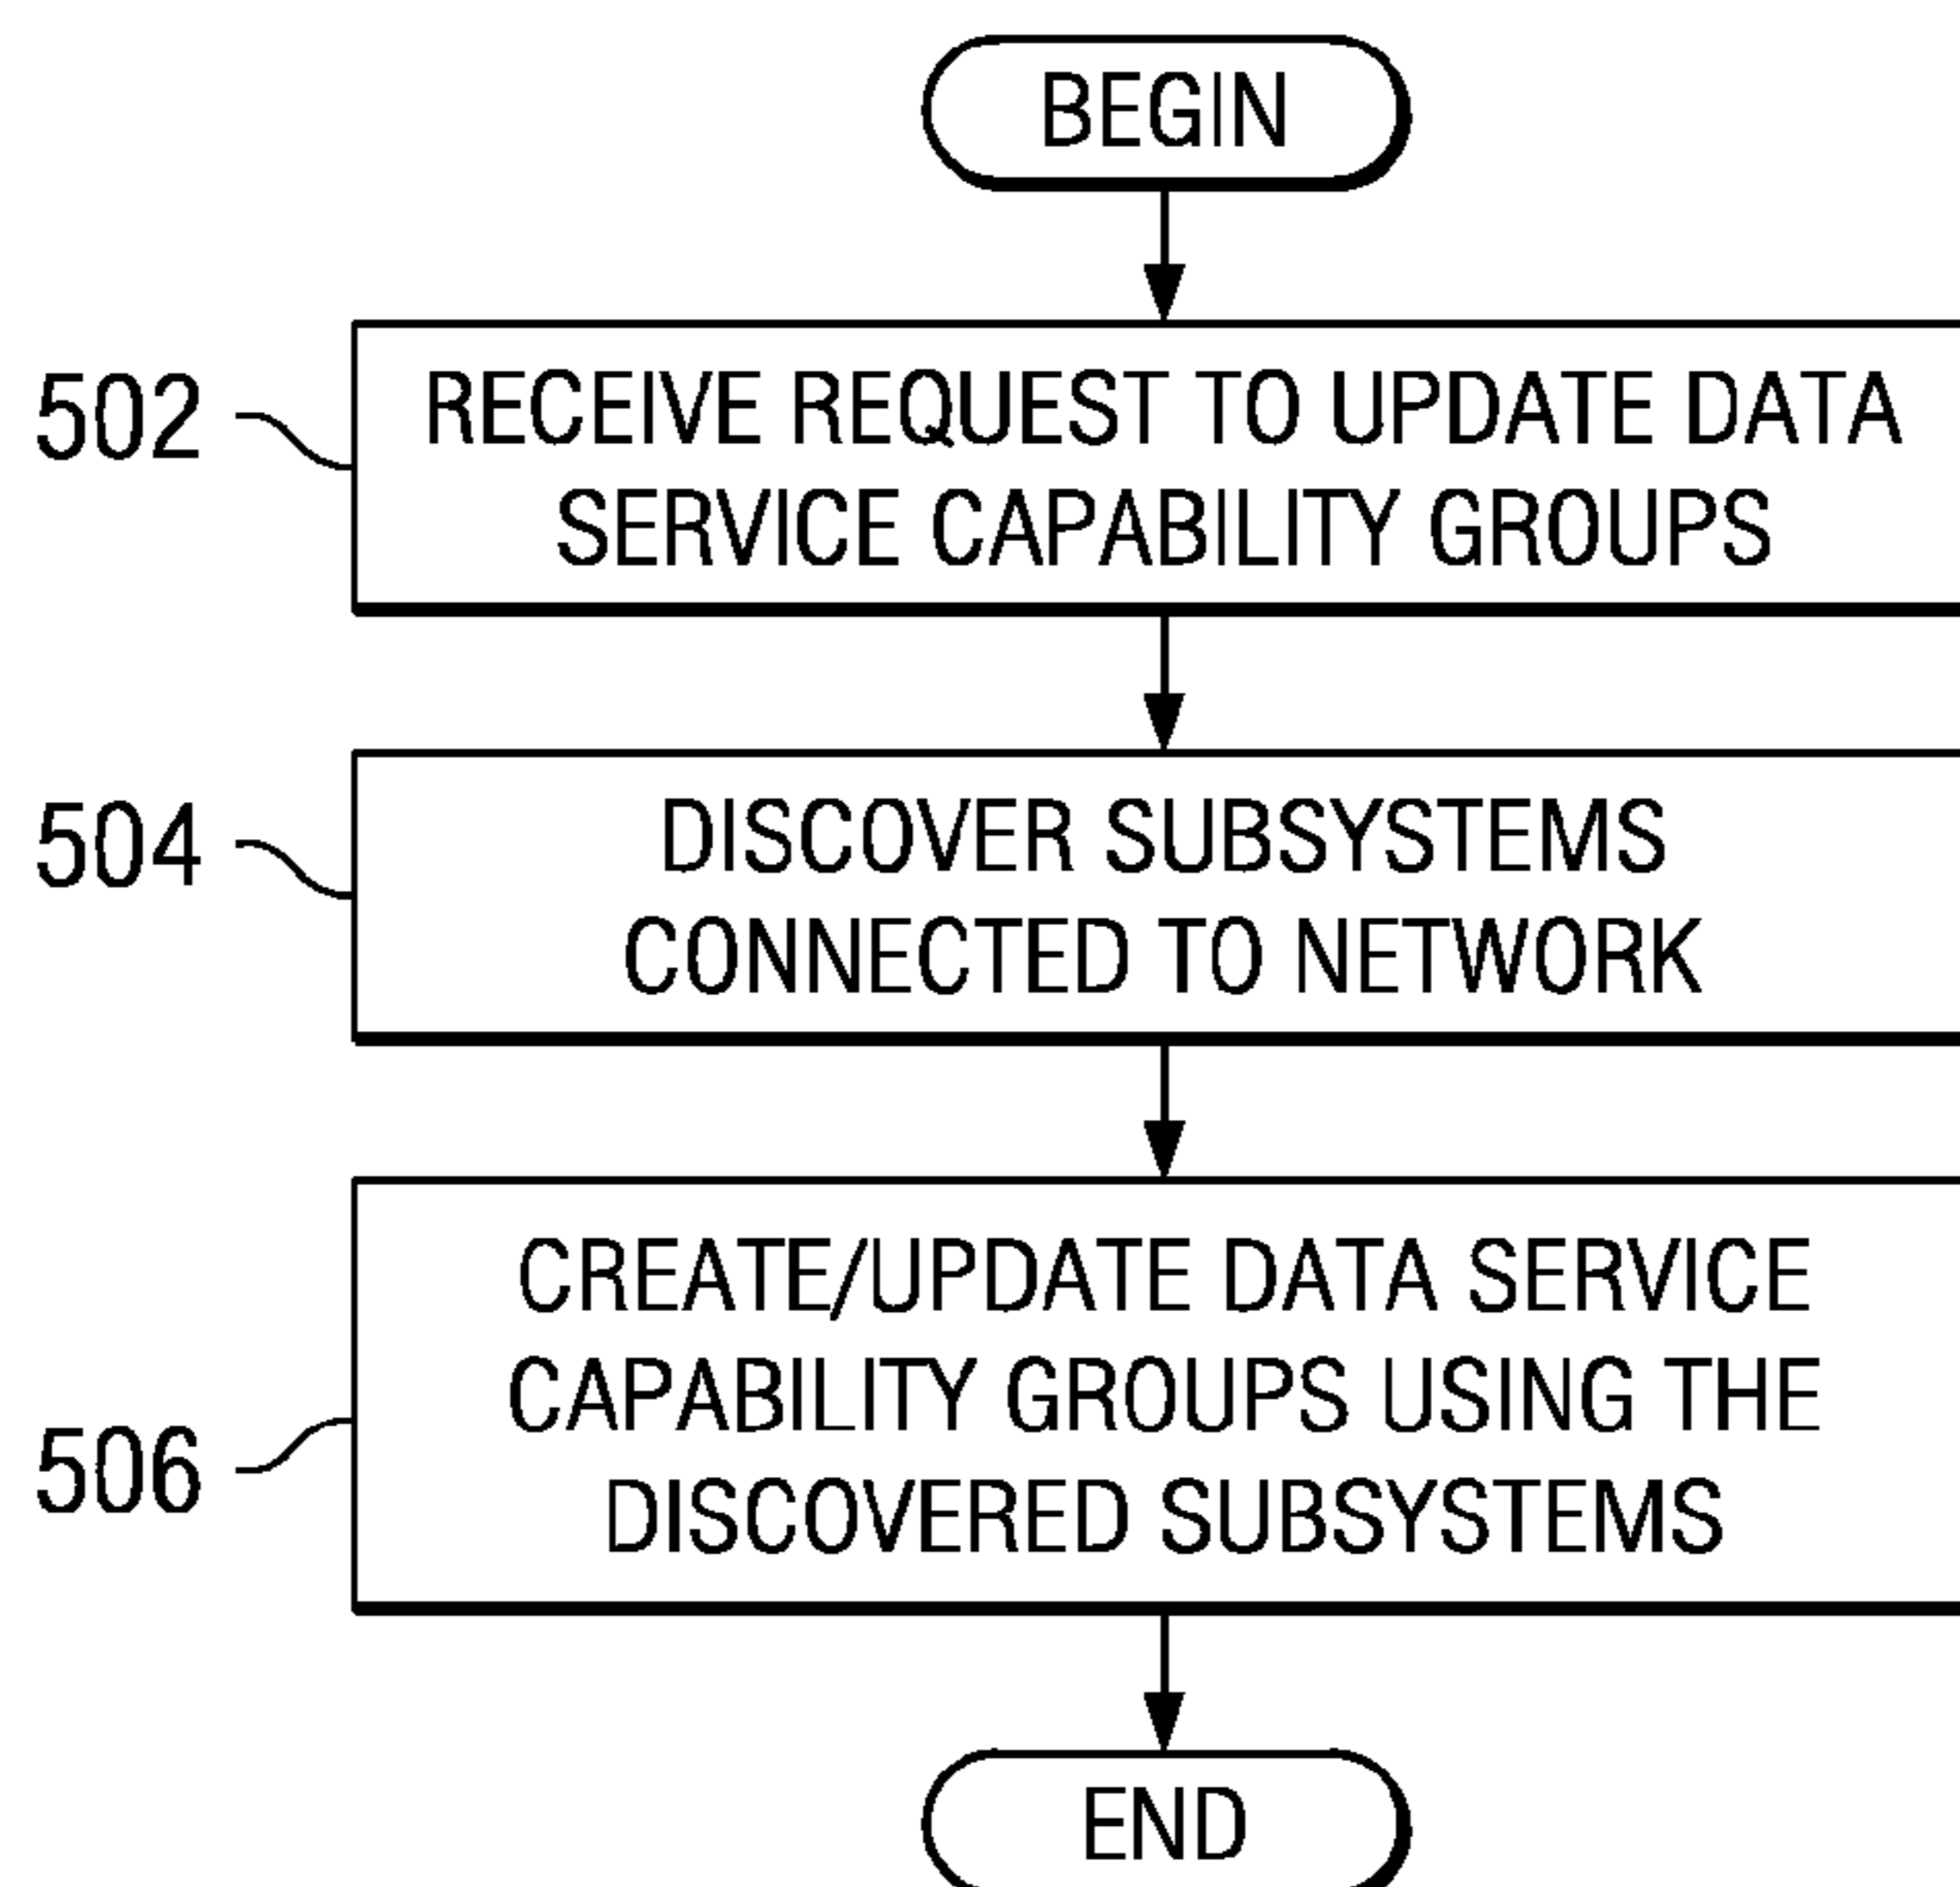 BEGIN
502
RECEIVE REQUEST TO UPDATE DATA
SERVICE CAPABILITY GROUPS
504
DISCOVER SUBSYSTEMS
CONNECTED TO NETWORK
506
CREATE/UPDATE DATA SERVICE
CAPABILITY GROUPS USING THE
DISCOVERED SUBSYSTEMS
END